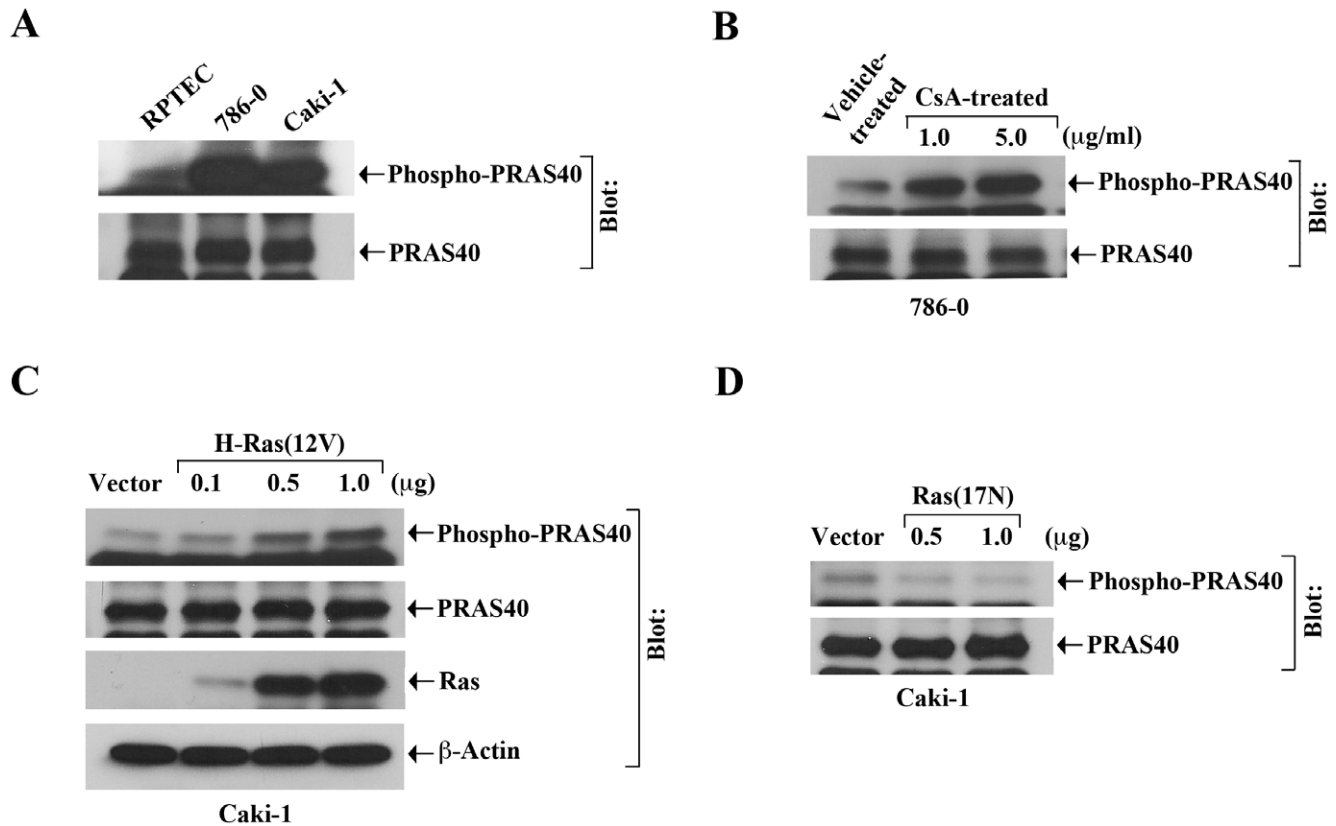 A
RPTEC 786-0 Caki-1
Phospho-PRAS40
PRAS40
Blot:
B
Vehicle-
treated
CsA-treated
1.0 5.0 (μg/ml)
Phospho-PRAS40
PRAS40
Blot:
786-0
C
H-Ras(12V)
Vector 0.1 0.5 1.0 (μg)
Phospho-PRAS40
PRAS40
Ras
β-Actin
Blot:
Caki-1
D
Ras(17N)
Vector 0.5 1.0 (μg)
Phospho-PRAS40
PRAS40
Blot:
Caki-1